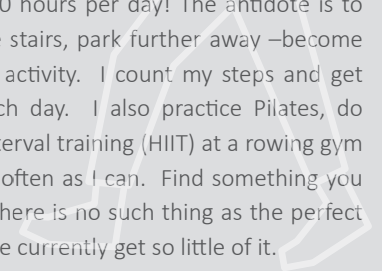 0 hours per day! The antidote is to
stairs, park further away –become
activity. I count my steps and get
ch day. I also practice Pilates, do
terval training (HIIT) at a rowing gym
often as I can. Find something you
here is no such thing as the perfect
e currently get so little of it.